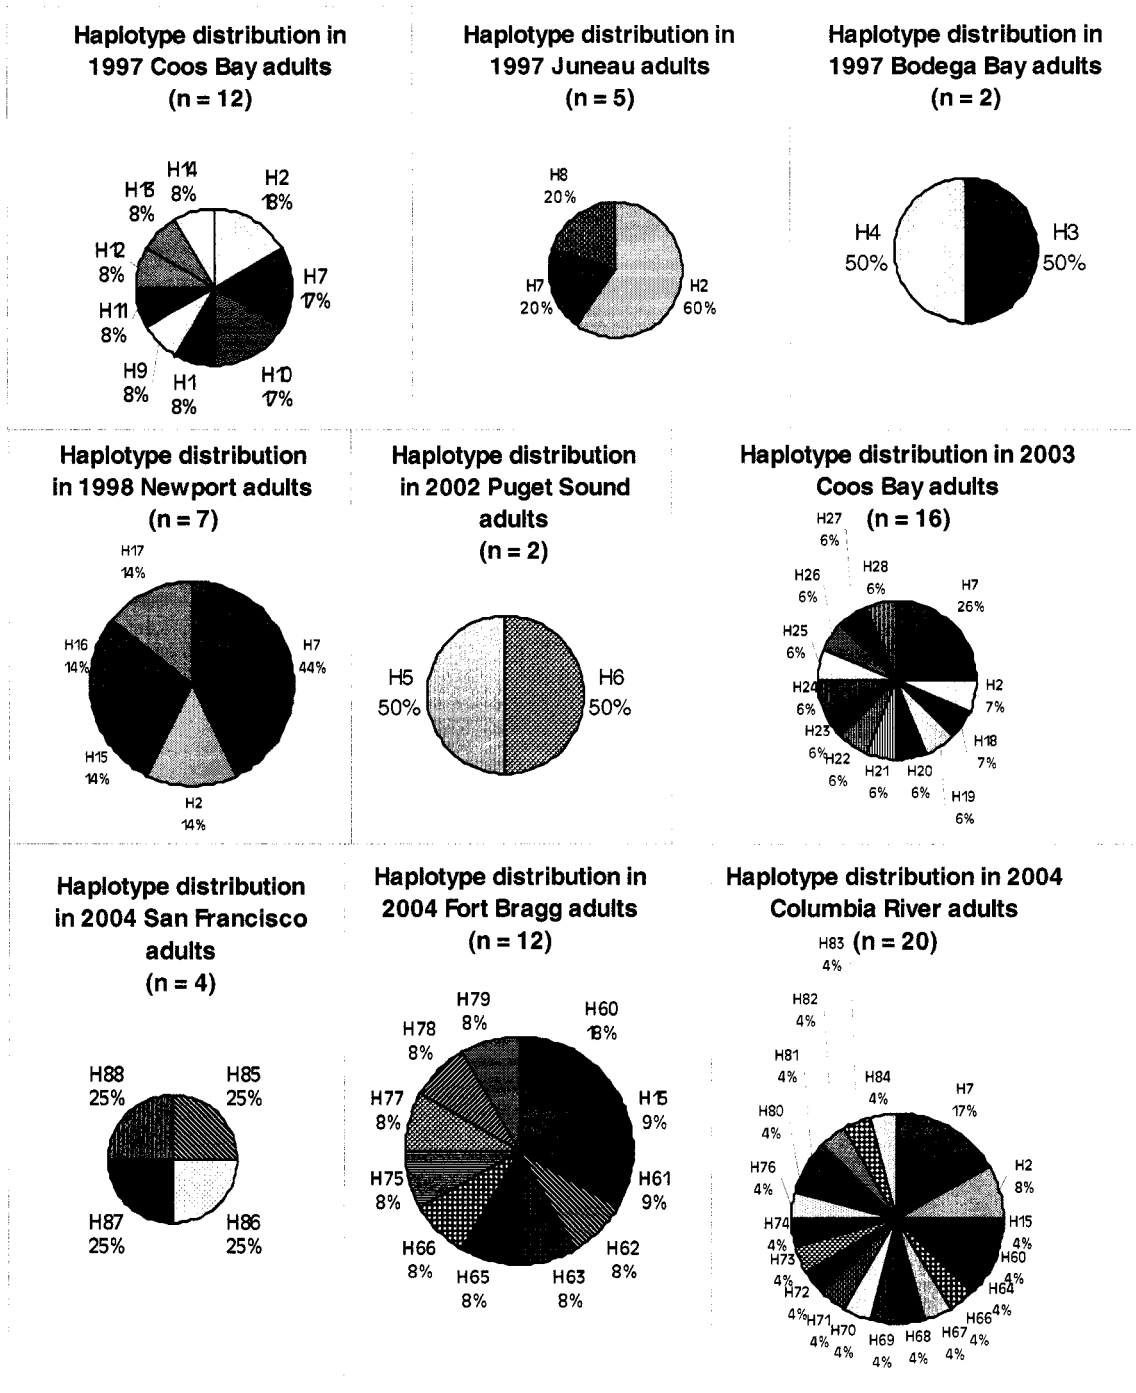 Haplotype distribution in
1997 Coos Bay adults
(n = 12)
H14
8%
H2
18%
H13
8%
H12
8%
H7
17%
H11
8%
H9
8%
H1
8%
H10
17%
Haplotype distribution in
1997 Juneau adults
(n = 5)
H8
20%
H7
20%
H2
60%
Haplotype distribution in
1997 Bodega Bay adults
(n = 2)
H4
50%
H3
50%
Haplotype distribution
in 1998 Newport adults
(n = 7)
H17
14%
H16
14%
H7
44%
H15
14%
H2
14%
Haplotype distribution
in 2002 Puget Sound
adults
(n = 2)
H5
50%
H6
50%
Haplotype distribution in 2003
Coos Bay adults
(n = 16)
H27
6%
H28
6%
H7
26%
H26
6%
H25
6%
H24
6%
H2
7%
H23
6%
H22
6%
H21
6%
H20
6%
H18
7%
H19
6%
Haplotype distribution
in 2004 San Francisco
adults
(n = 4)
H88
25%
H85
25%
H87
25%
H86
25%
Haplotype distribution in
2004 Fort Bragg adults
(n = 12)
H79
8%
H60
18%
H78
8%
H77
8%
H15
9%
H75
8%
H61
9%
H66
8%
H65
8%
H63
8%
H62
8%
Haplotype distribution in 2004
Columbia River adults
(n = 20)
H83
4%
H82
4%
H81
4%
H84
4%
H7
17%
H80
4%
H76
4%
H2
8%
H74
4%
H15
4%
H73
4%
H60
4%
H72
4%
H64
4%
H71
4%
H70
4%
H69
4%
H68
4%
H67
4%
H66
4%